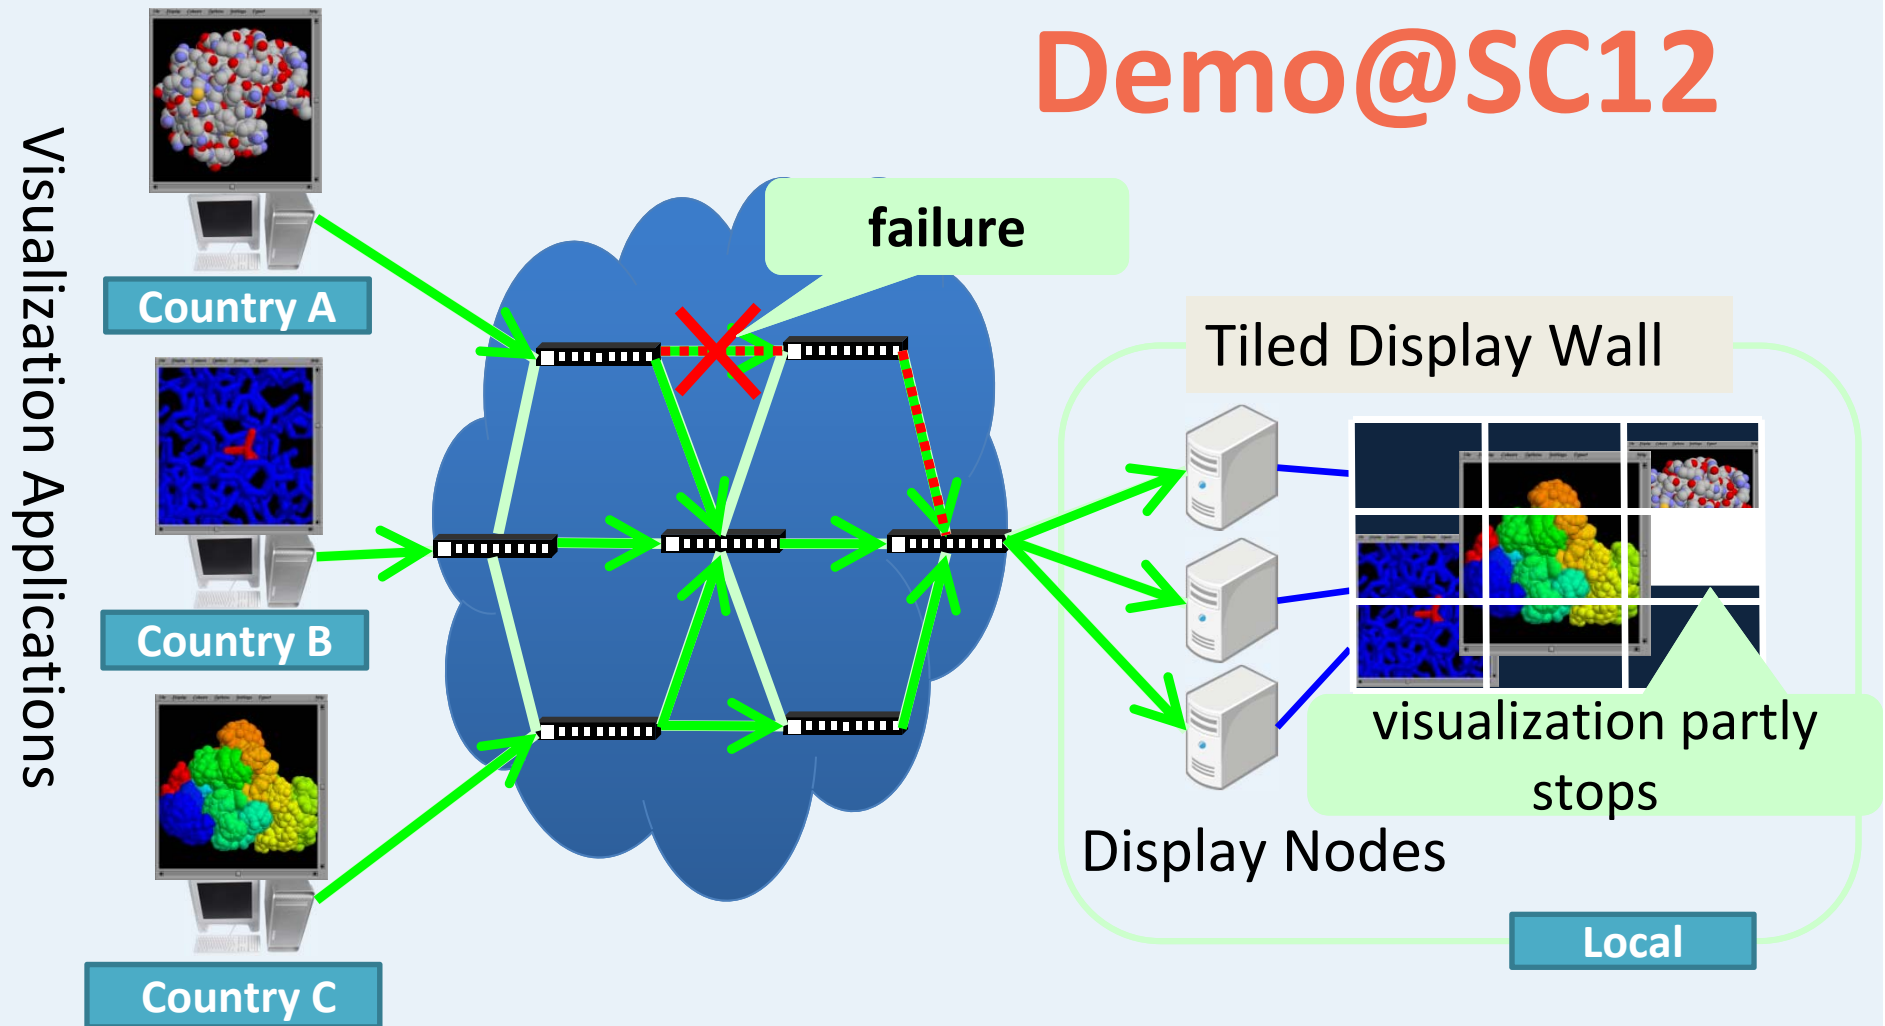 Demo@SC12
Visualization Applications
Country A
Country B
Country C
failure
Tiled Display Wall
visualization partly
stops
Display Nodes
Local